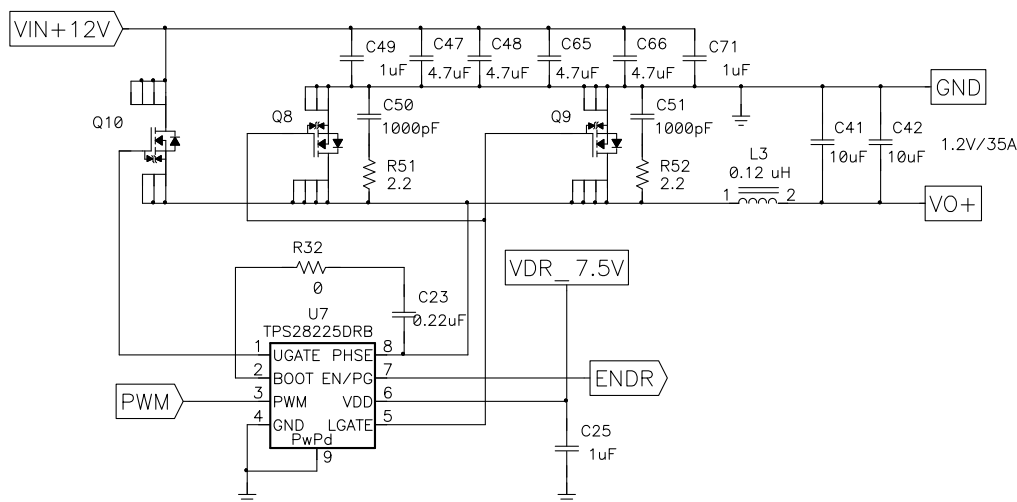 VIN+12V
C49
1uF
C47
4.7uF
C48
4.7uF
C65
4.7uF
C66
4.7uF
C71
1uF
GND
Q10
Q8
C50
1000pF
R51
2.2
Q9
C51
1000pF
R52
2.2
C41
10uF
C42
10uF
1.2V/35A
L3
0.12 uH
1
2
VO+
R32
0
VDR_ 7.5V
C23
0.22uF
U7
TPS28225DRB
1
UGATE
PHSE
8
2
BOOT
EN/PG
7
ENDR
PWM
3
PWM
VDD
6
4
GND
LGATE
5
PwPd
9
C25
1uF